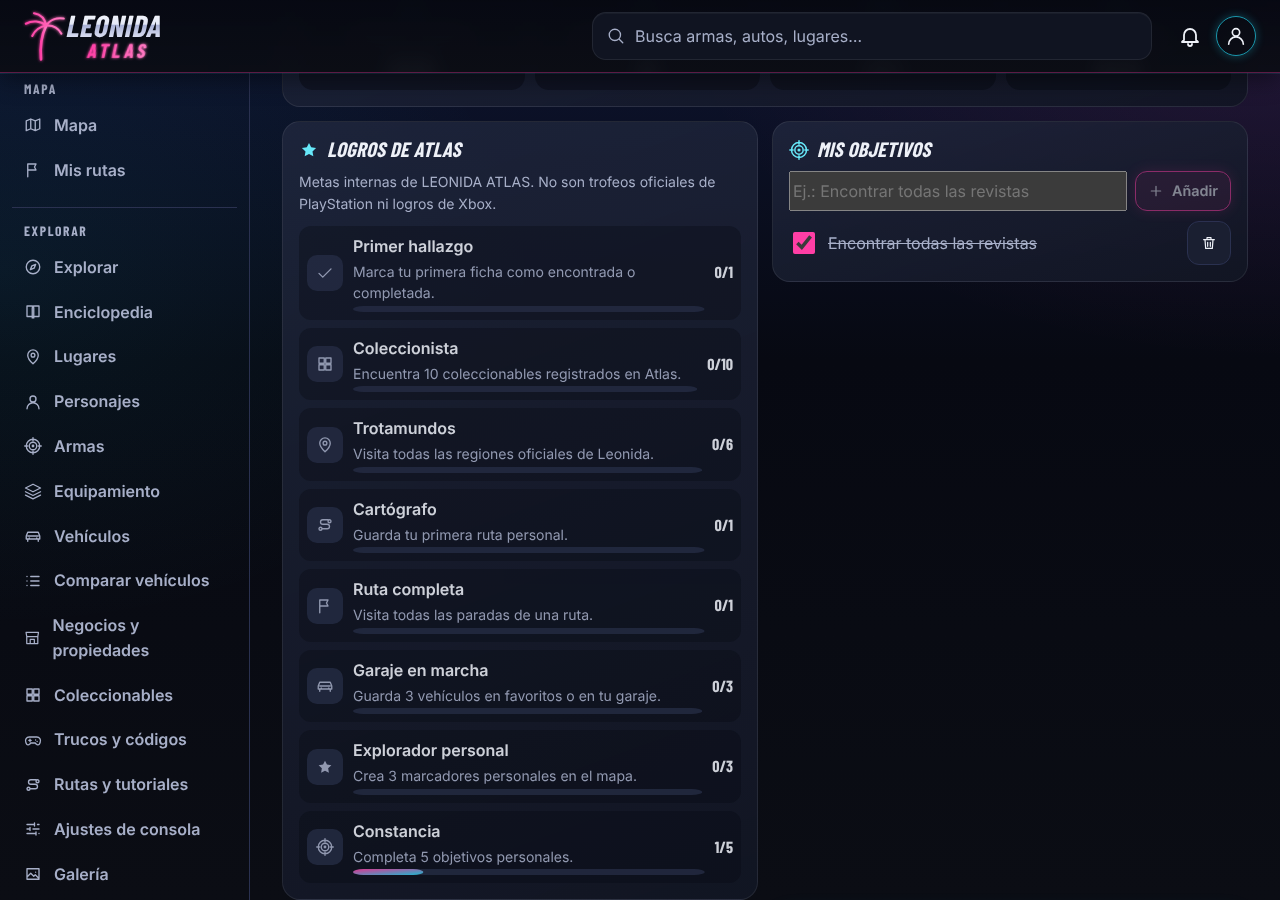 LEONIDA
ATLAS
Busca armas, autos, lugares...
MAPA
Mapa
Mis rutas
EXPLORAR
Explorar
Enciclopedia
Lugares
Personajes
Armas
Equipamiento
Vehículos
Comparar vehículos
Negocios y
propiedades
Coleccionables
Trucos y códigos
Rutas y tutoriales
Ajustes de consola
Galería
LOGROS DE ATLAS
Metas internas de LEONIDA ATLAS. No son trofeos oficiales de
PlayStation ni logros de Xbox.
Primer hallazgo
Marca tu primera ficha como encontrada o
completada.
0/1
Coleccionista
Encuentra 10 coleccionables registrados en Atlas.
0/10
Trotamundos
Visita todas las regiones oficiales de Leonida.
0/6
Cartógrafo
Guarda tu primera ruta personal.
0/1
Ruta completa
Visita todas las paradas de una ruta.
0/1
Garaje en marcha
Guarda 3 vehículos en favoritos o en tu garaje.
0/3
Explorador personal
Crea 3 marcadores personales en el mapa.
0/3
Constancia
Completa 5 objetivos personales.
1/5
MIS OBJETIVOS
Ej.: Encontrar todas las revistas
Añadir
Encontrar todas las revistas